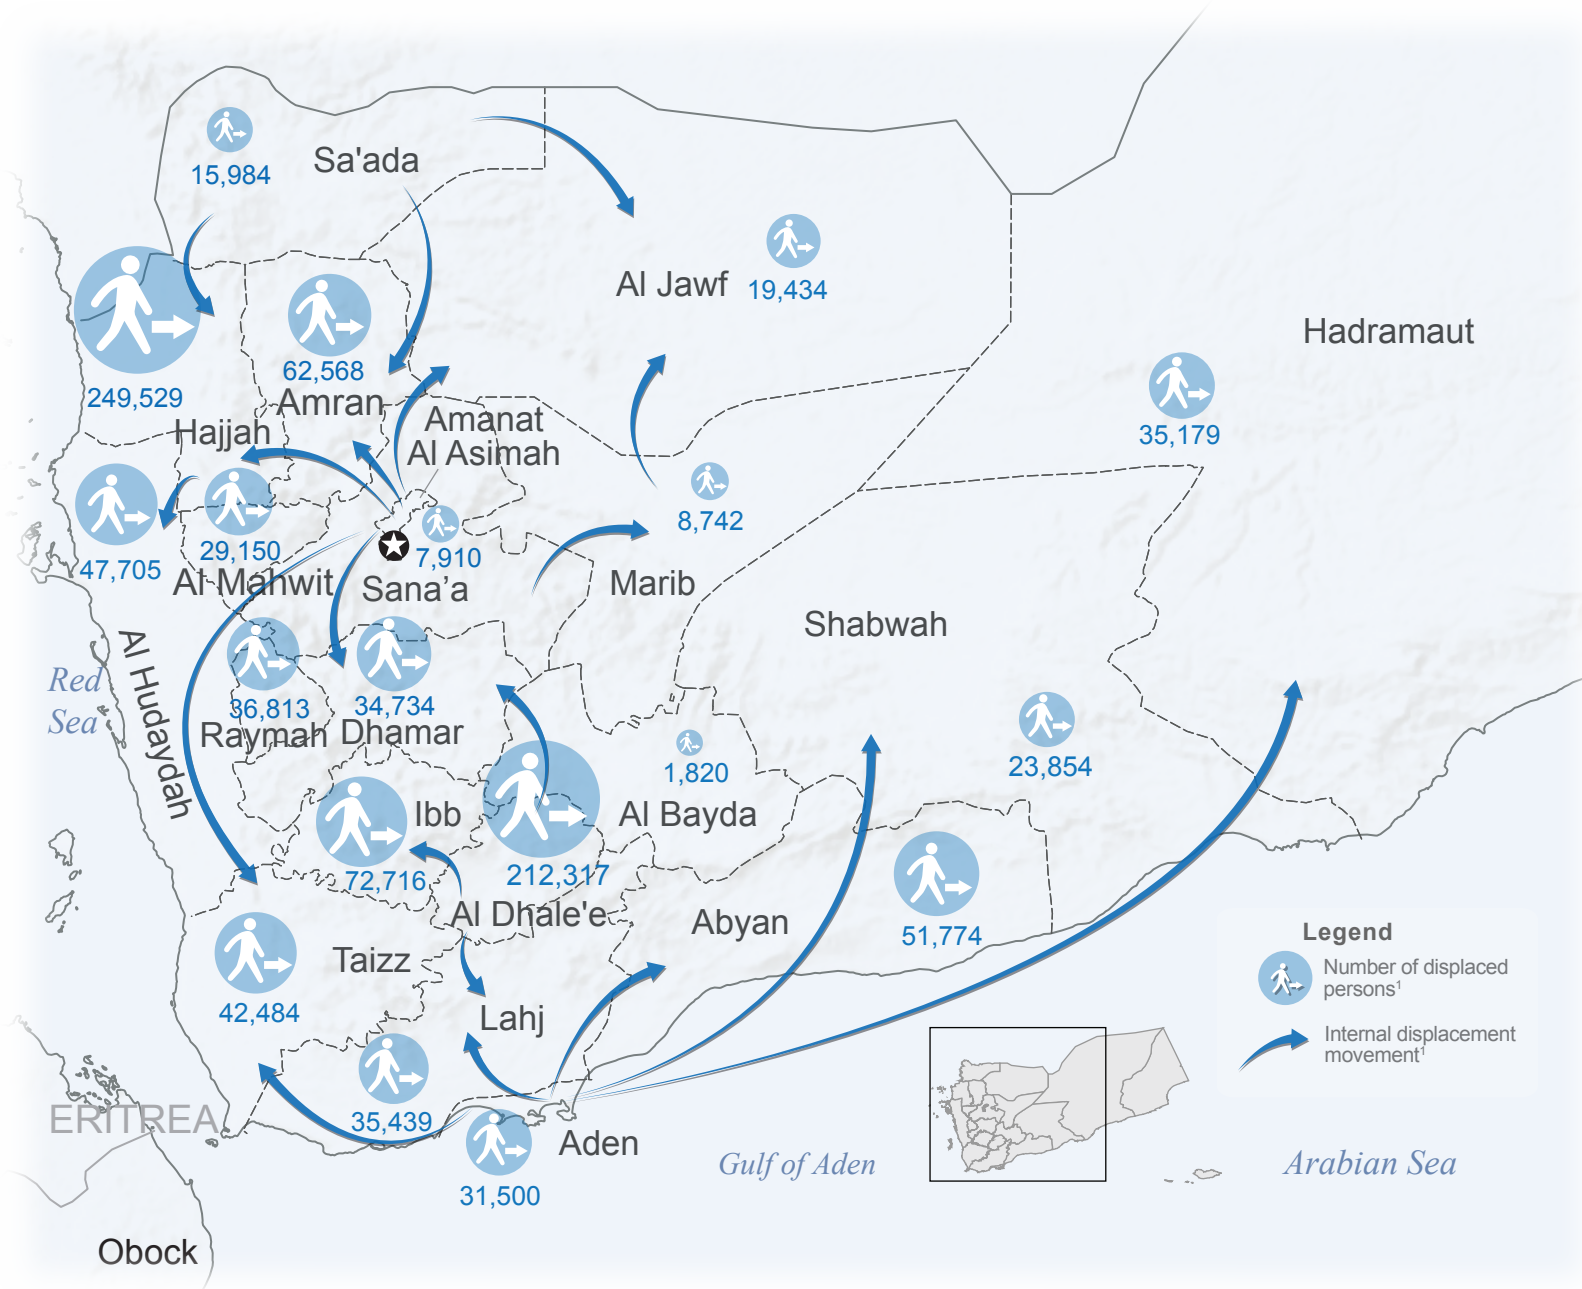 15,984
Sa'ada
Al Jawf
19,434
249,529
62,568
Amran
Hadramaut
35,179
Hajjah
Amanat
Al Asimah
47,705
29,150
Al Mahwit
7,910
Sana’a
8,742
Marib
Shabwah
Red
Sea
Al Hudaydah
36,813
Raymah
34,734
Dhamar
1,820
Al Bayda
23,854
Ibb
72,716
212,317
Al Dhale'e
Abyan
51,774
Taizz
42,484
Lahj
35,439
31,500
Aden
ERITREA
Obock
Gulf of Aden
Arabian Sea
Legend
Number of displaced
persons¹
Internal displacement
movement¹